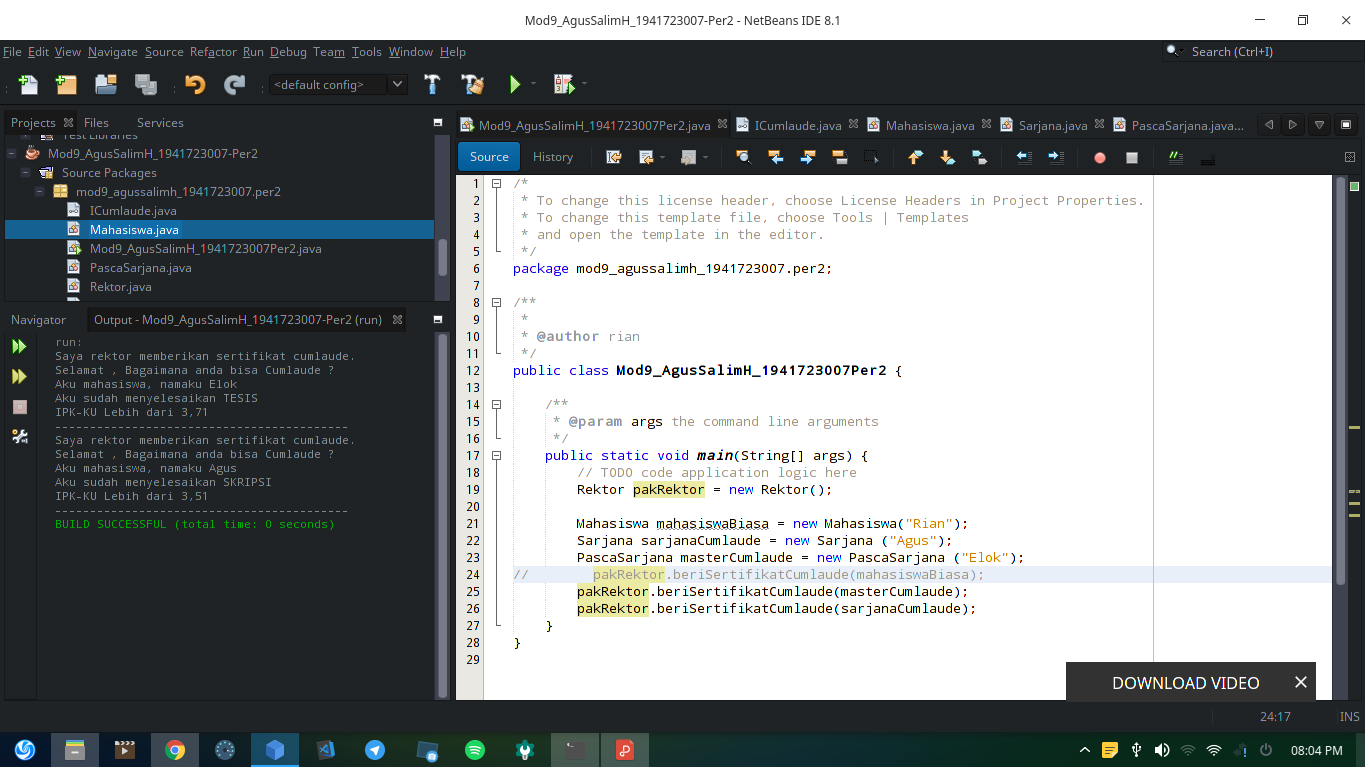 Mod9_AgusSalimH_1941723007-Per2 - NetBeans IDE 8.1
File Edit View Navigate Source Refactor Run Debug Team Tools Window Help
Search (Ctrl+I)
<default config>
Projects Files Services
Test Libraries
Mod9_AgusSalimH_1941723007-Per2
Source Packages
mod9_agussalimh_1941723007.per2
ICumlaude.java
Mahasiswa.java
Mod9_AgusSalimH_1941723007Per2.java
PascaSarjana.java
Rektor.java
Navigator Output - Mod9_AgusSalimH_1941723007-Per2 (run)
run:
Saya rektor memberikan sertifikat cumlaude.
Selamat , Bagaimana anda bisa Cumlaude ?
Aku mahasiswa, namaku Elok
Aku sudah menyelesaikan TESIS
IPK-KU Lebih dari 3,71
------------------------------------------
Saya rektor memberikan sertifikat cumlaude.
Selamat , Bagaimana anda bisa Cumlaude ?
Aku mahasiswa, namaku Agus
Aku sudah menyelesaikan SKRIPSI
IPK-KU Lebih dari 3,51
------------------------------------------
BUILD SUCCESSFUL (total time: 0 seconds)
Mod9_AgusSalimH_1941723007Per2.java ICumlaude.java Mahasiswa.java Sarjana.java PascaSarjana.java...
Source History
1 /*
2 * To change this license header, choose License Headers in Project Properties.
3 * To change this template file, choose Tools | Templates
4 * and open the template in the editor.
5 */
6 package mod9_agussalimh_1941723007.per2;
7
8 /**
9 *
10 * @author rian
11 */
12 public class Mod9_AgusSalimH_1941723007Per2 {
13
14 /**
15 * @param args the command line arguments
16 */
17 public static void main(String[] args) {
18 // TODO code application logic here
19 Rektor pakRektor = new Rektor();
20
21 Mahasiswa mahasiswaBiasa = new Mahasiswa("Rian");
22 Sarjana sarjanaCumlaude = new Sarjana ("Agus");
23 PascaSarjana masterCumlaude = new PascaSarjana ("Elok");
24 // pakRektor.beriSertifikatCumlaude(mahasiswaBiasa);
25 pakRektor.beriSertifikatCumlaude(masterCumlaude);
26 pakRektor.beriSertifikatCumlaude(sarjanaCumlaude);
27 }
28 }
29
DOWNLOAD VIDEO
24:17 INS
08:04 PM